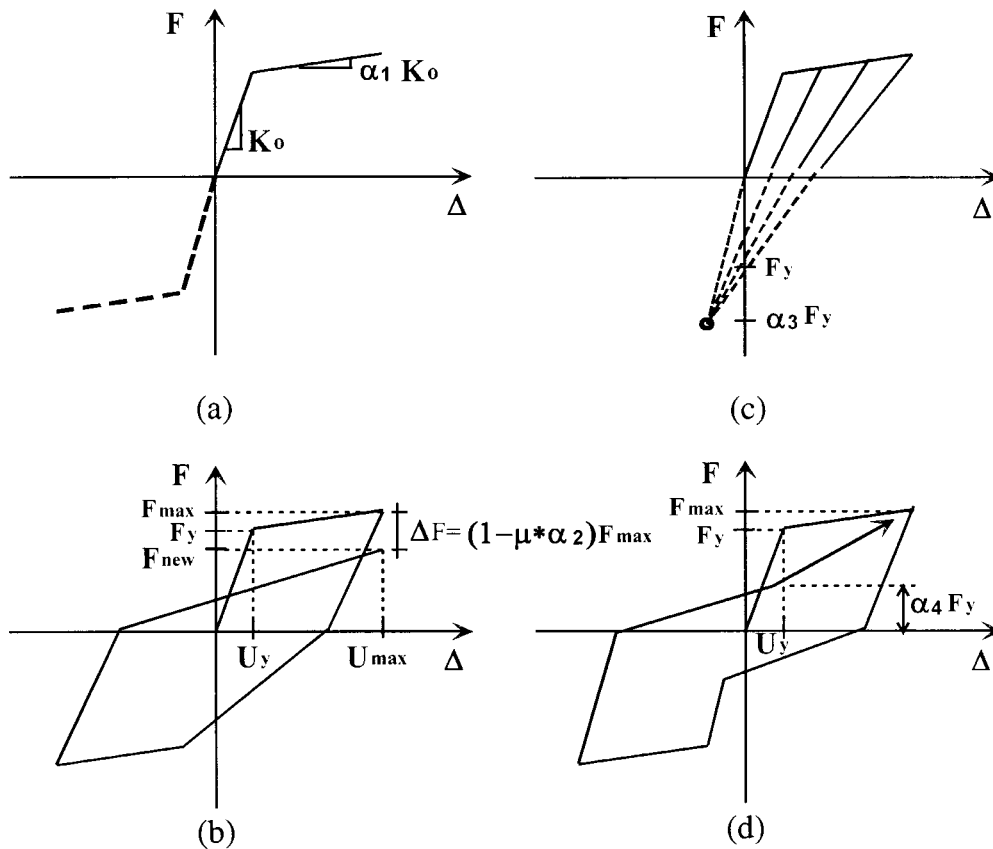 F
α₁ Kₒ
Kₒ
Δ
(a)
F
Δ
Fy
α₃ Fy
(c)
F
Fmax
Fy
Fnew
ΔF=(1-μ*α₂)Fmax
Uy
Umax
Δ
(b)
F
Fmax
Fy
α₄ Fy
Uy
Δ
(d)